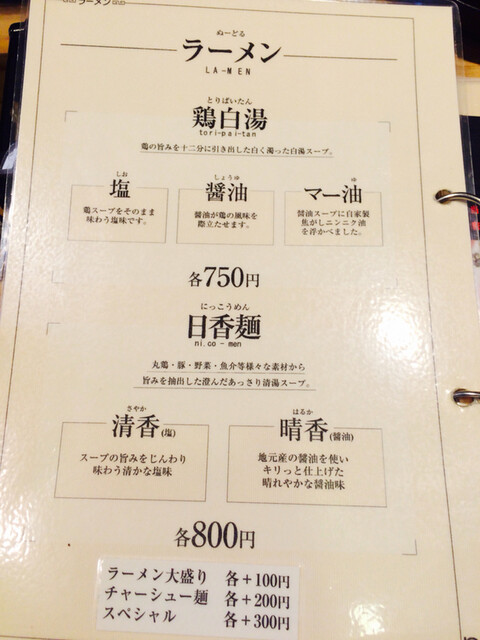 ラーメン
ぬーどる
ラーメン
LA-MEN
とりぱいたん
鶏白湯
tori-pai-tan
鶏の旨みを十二分に引き出した白く濁った白湯スープ。
しお
塩
鶏スープをそのまま
味わう塩味です。
しょうゆ
醤油
醤油が鶏の風味を
際立たせます。
ゆ
マー油
醤油スープに自家製
焦がしニンニク油
を浮かべました。
各750円
にっこうめん
日香麺
ni.co-men
丸鶏・豚・野菜・魚介等様々な素材から
旨みを抽出した澄んだあっさり清湯スープ。
さやか
清香(塩)
スープの旨みをじんわり
味わう清かな塩味
はるか
晴香(醤油)
地元産の醤油を使い
キリっと仕上げた
晴れやかな醤油味
各800円
ラーメン大盛り 各+100円
チャーシュー麺 各+200円
スペシャル 各+300円